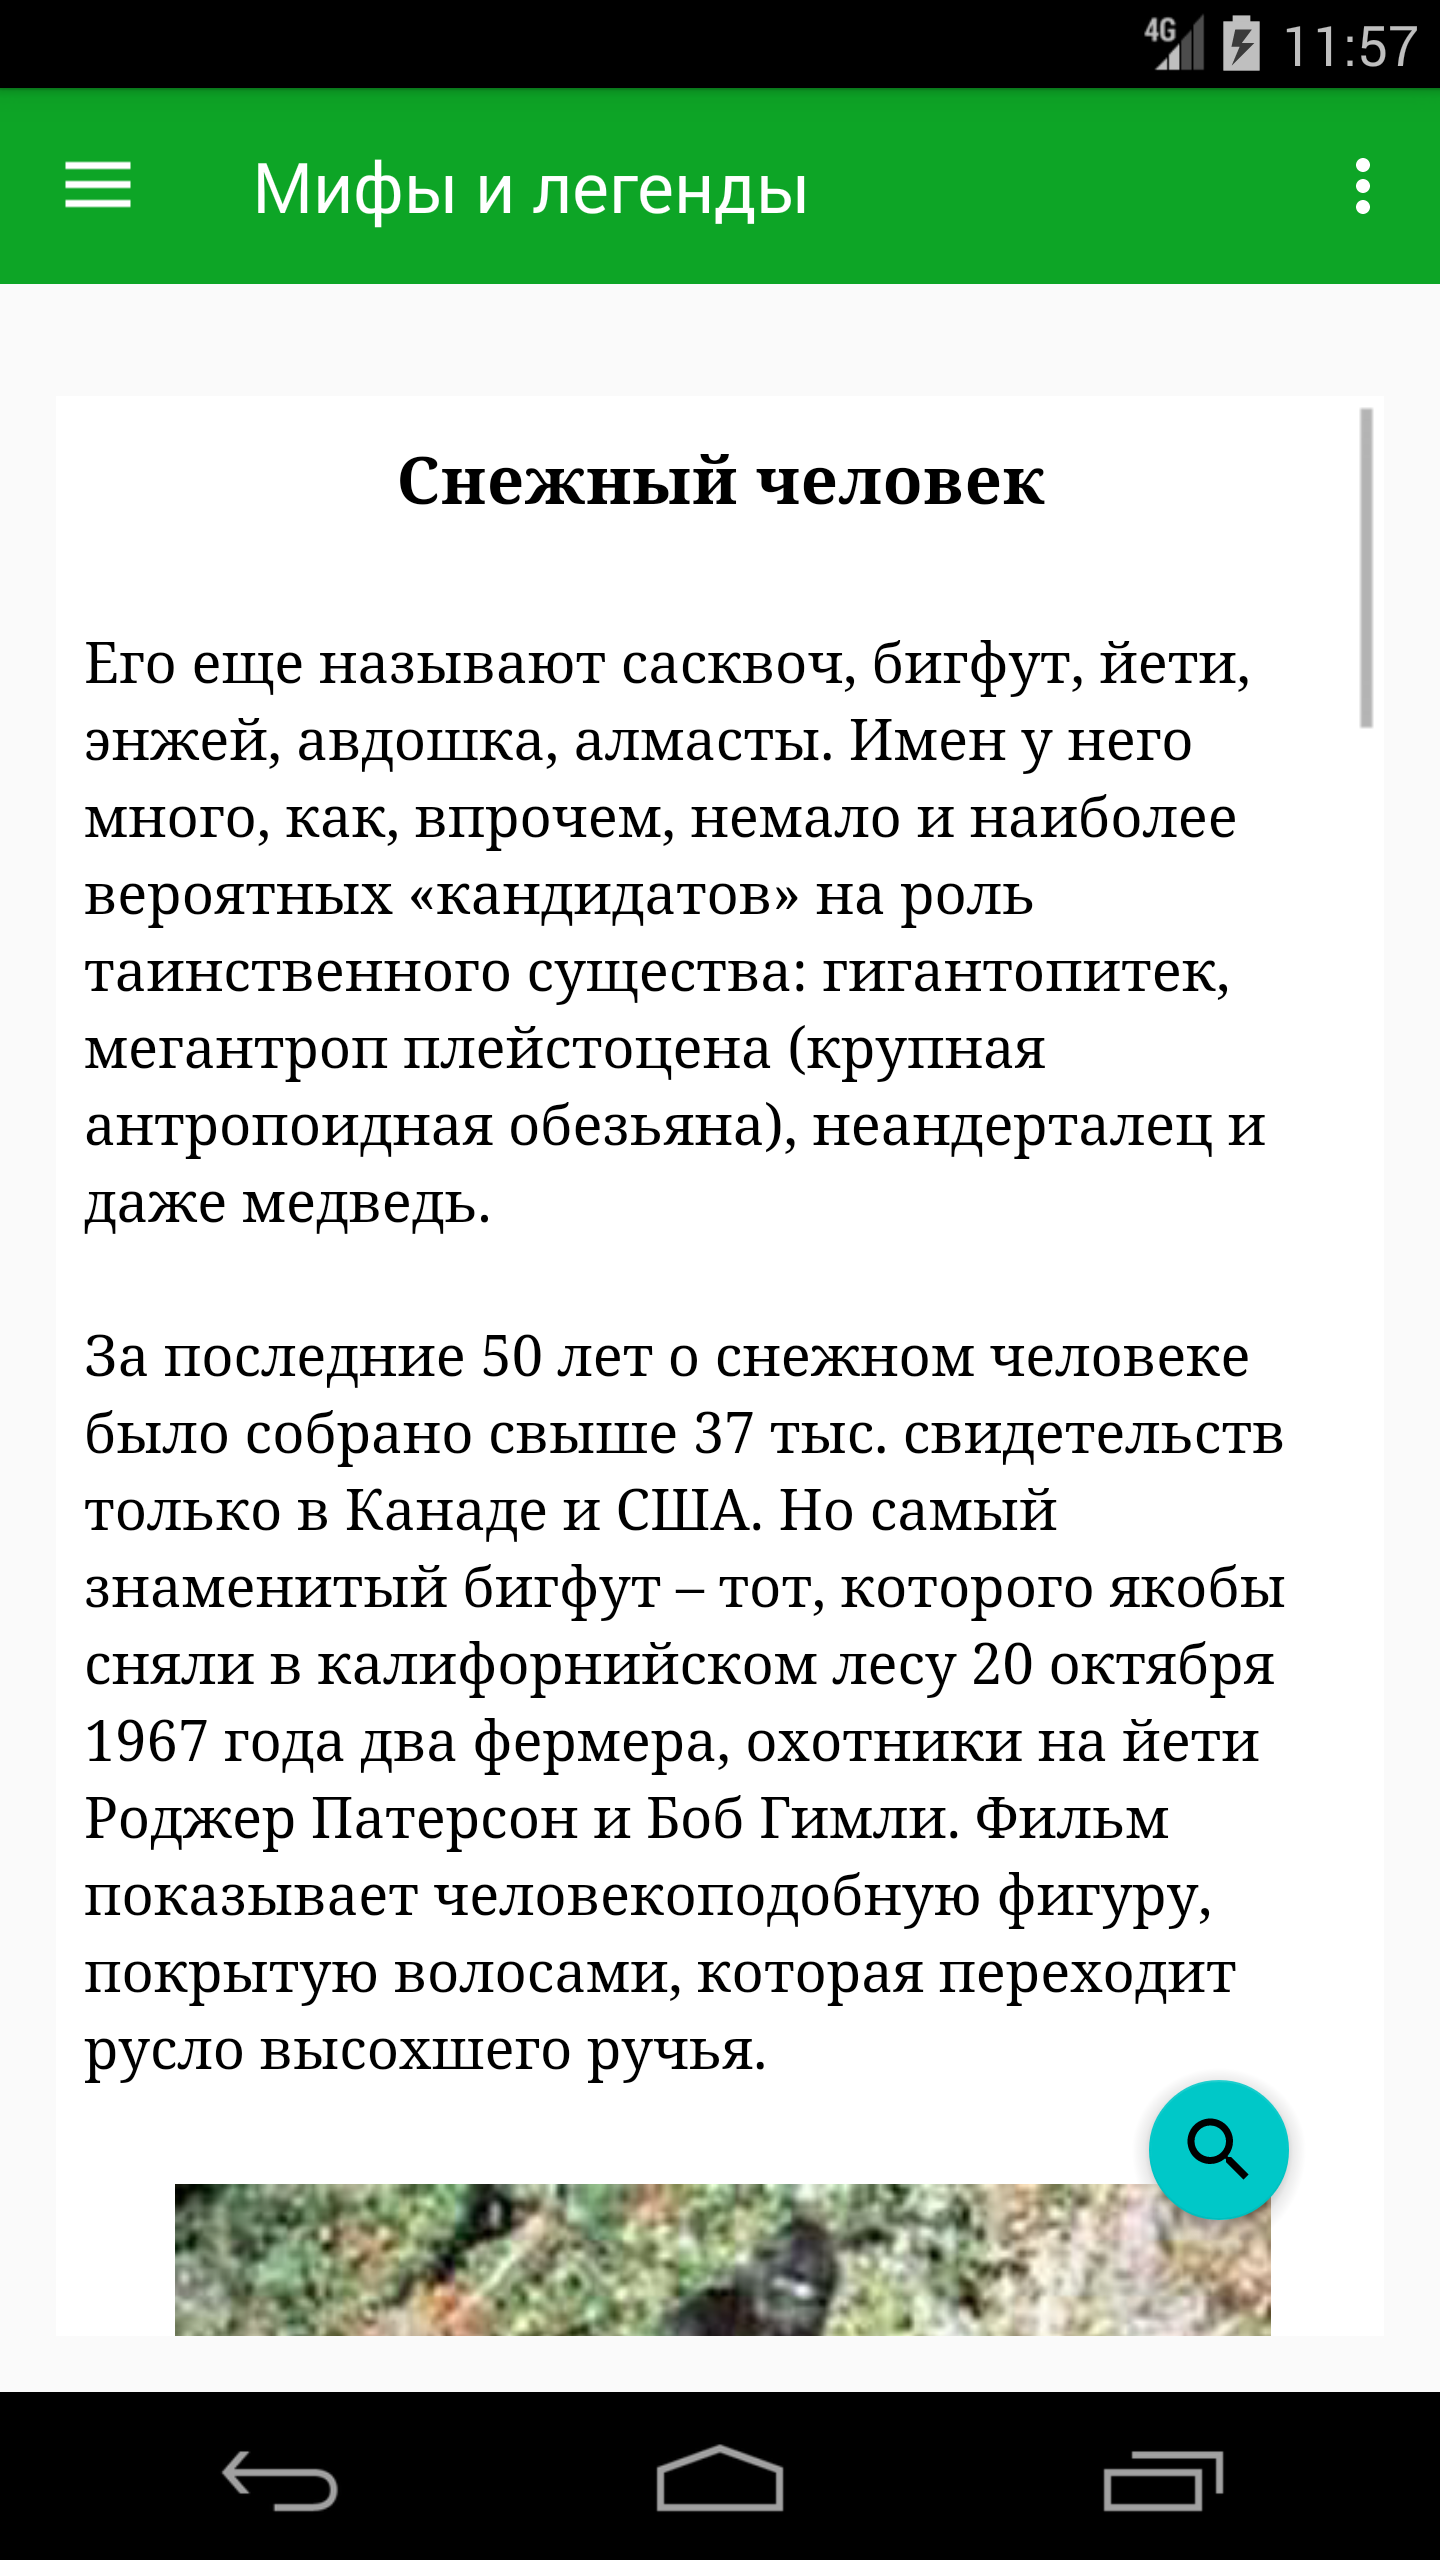 4G 11:57
Мифы и легенды
Снежный человек
Его еще называют сасквоч, бигфут, йети,
энжей, авдошка, алмасты. Имен у него
много, как, впрочем, немало и наиболее
вероятных «кандидатов» на роль
таинственного существа: гигантопитек,
мегантроп плейстоцена (крупная
антропоидная обезьяна), неандерталец и
даже медведь.
За последние 50 лет о снежном человеке
было собрано свыше 37 тыс. свидетельств
только в Канаде и США. Но самый
знаменитый бигфут – тот, которого якобы
сняли в калифорнийском лесу 20 октября
1967 года два фермера, охотники на йети
Роджер Патерсон и Боб Гимли. Фильм
показывает человекоподобную фигуру,
покрытую волосами, которая переходит
русло высохшего ручья.